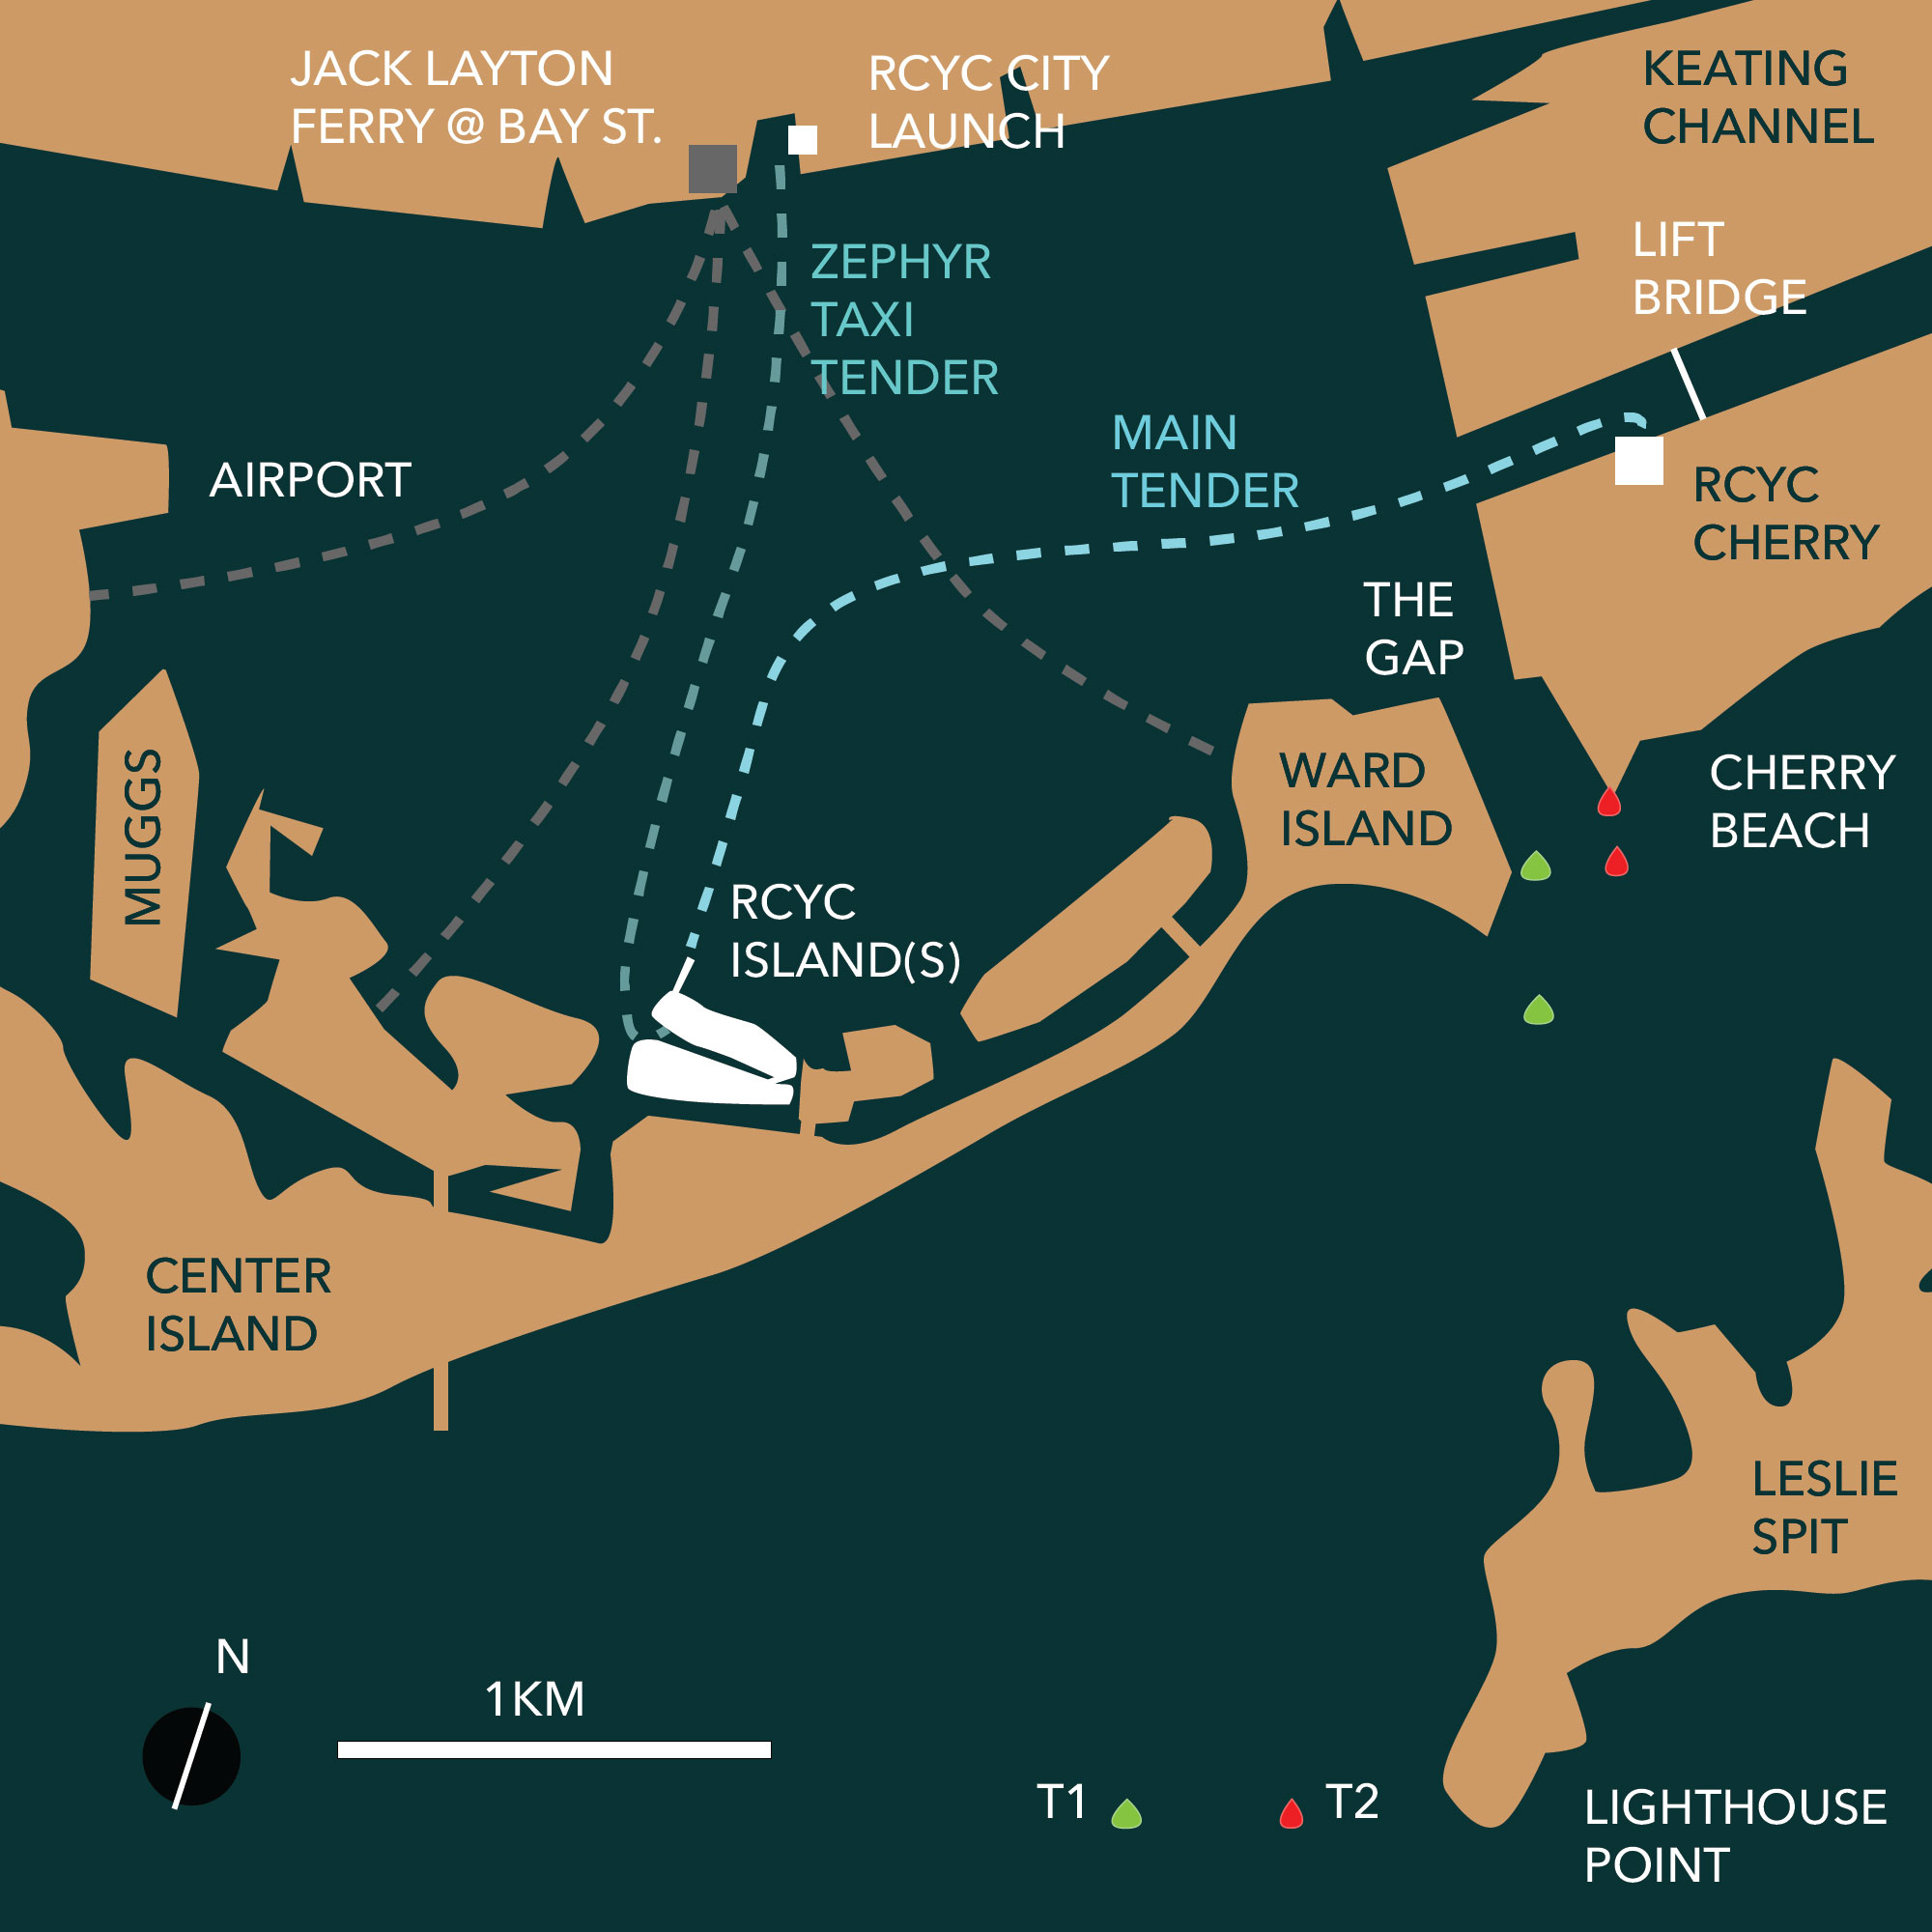 JACK LAYTON
FERRY @ BAY ST.
RCYC CITY
LAUNCH
KEATING
CHANNEL
LIFT
BRIDGE
ZEPHYR
TAXI
TENDER
MAIN
TENDER
AIRPORT
RCYC
CHERRY
THE
GAP
MUGGS
WARD
ISLAND
CHERRY
BEACH
RCYC
ISLAND(S)
CENTER
ISLAND
LESLIE
SPIT
N
1KM
T1
T2
LIGHTHOUSE
POINT